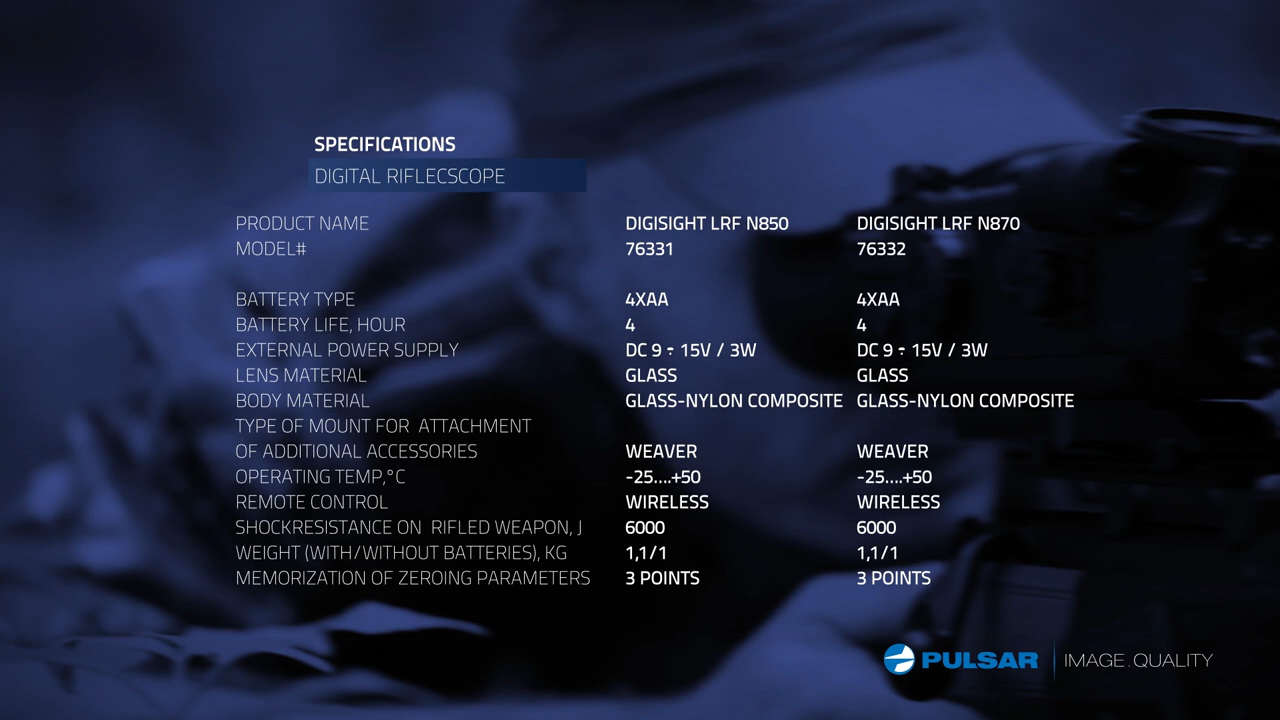 SPECIFICATIONS
DIGITAL RIFLECSCOPE
PRODUCT NAME DIGISIGHT LRF N850 DIGISIGHT LRF N870
MODEL# 76331 76332
BATTERY TYPE 4XAA 4XAA
BATTERY LIFE, HOUR 4 4
EXTERNAL POWER SUPPLY DC 9 ÷ 15V / 3W DC 9 ÷ 15V / 3W
LENS MATERIAL GLASS GLASS
BODY MATERIAL GLASS-NYLON COMPOSITE GLASS-NYLON COMPOSITE
TYPE OF MOUNT FOR ATTACHMENT
OF ADDITIONAL ACCESSORIES WEAVER WEAVER
OPERATING TEMP,°C -25....+50 -25....+50
REMOTE CONTROL WIRELESS WIRELESS
SHOCKRESISTANCE ON RIFLED WEAPON, J 6000 6000
WEIGHT (WITH/WITHOUT BATTERIES), KG 1,1/1 1,1/1
MEMORIZATION OF ZEROING PARAMETERS 3 POINTS 3 POINTS
PULSAR IMAGE.QUALITY